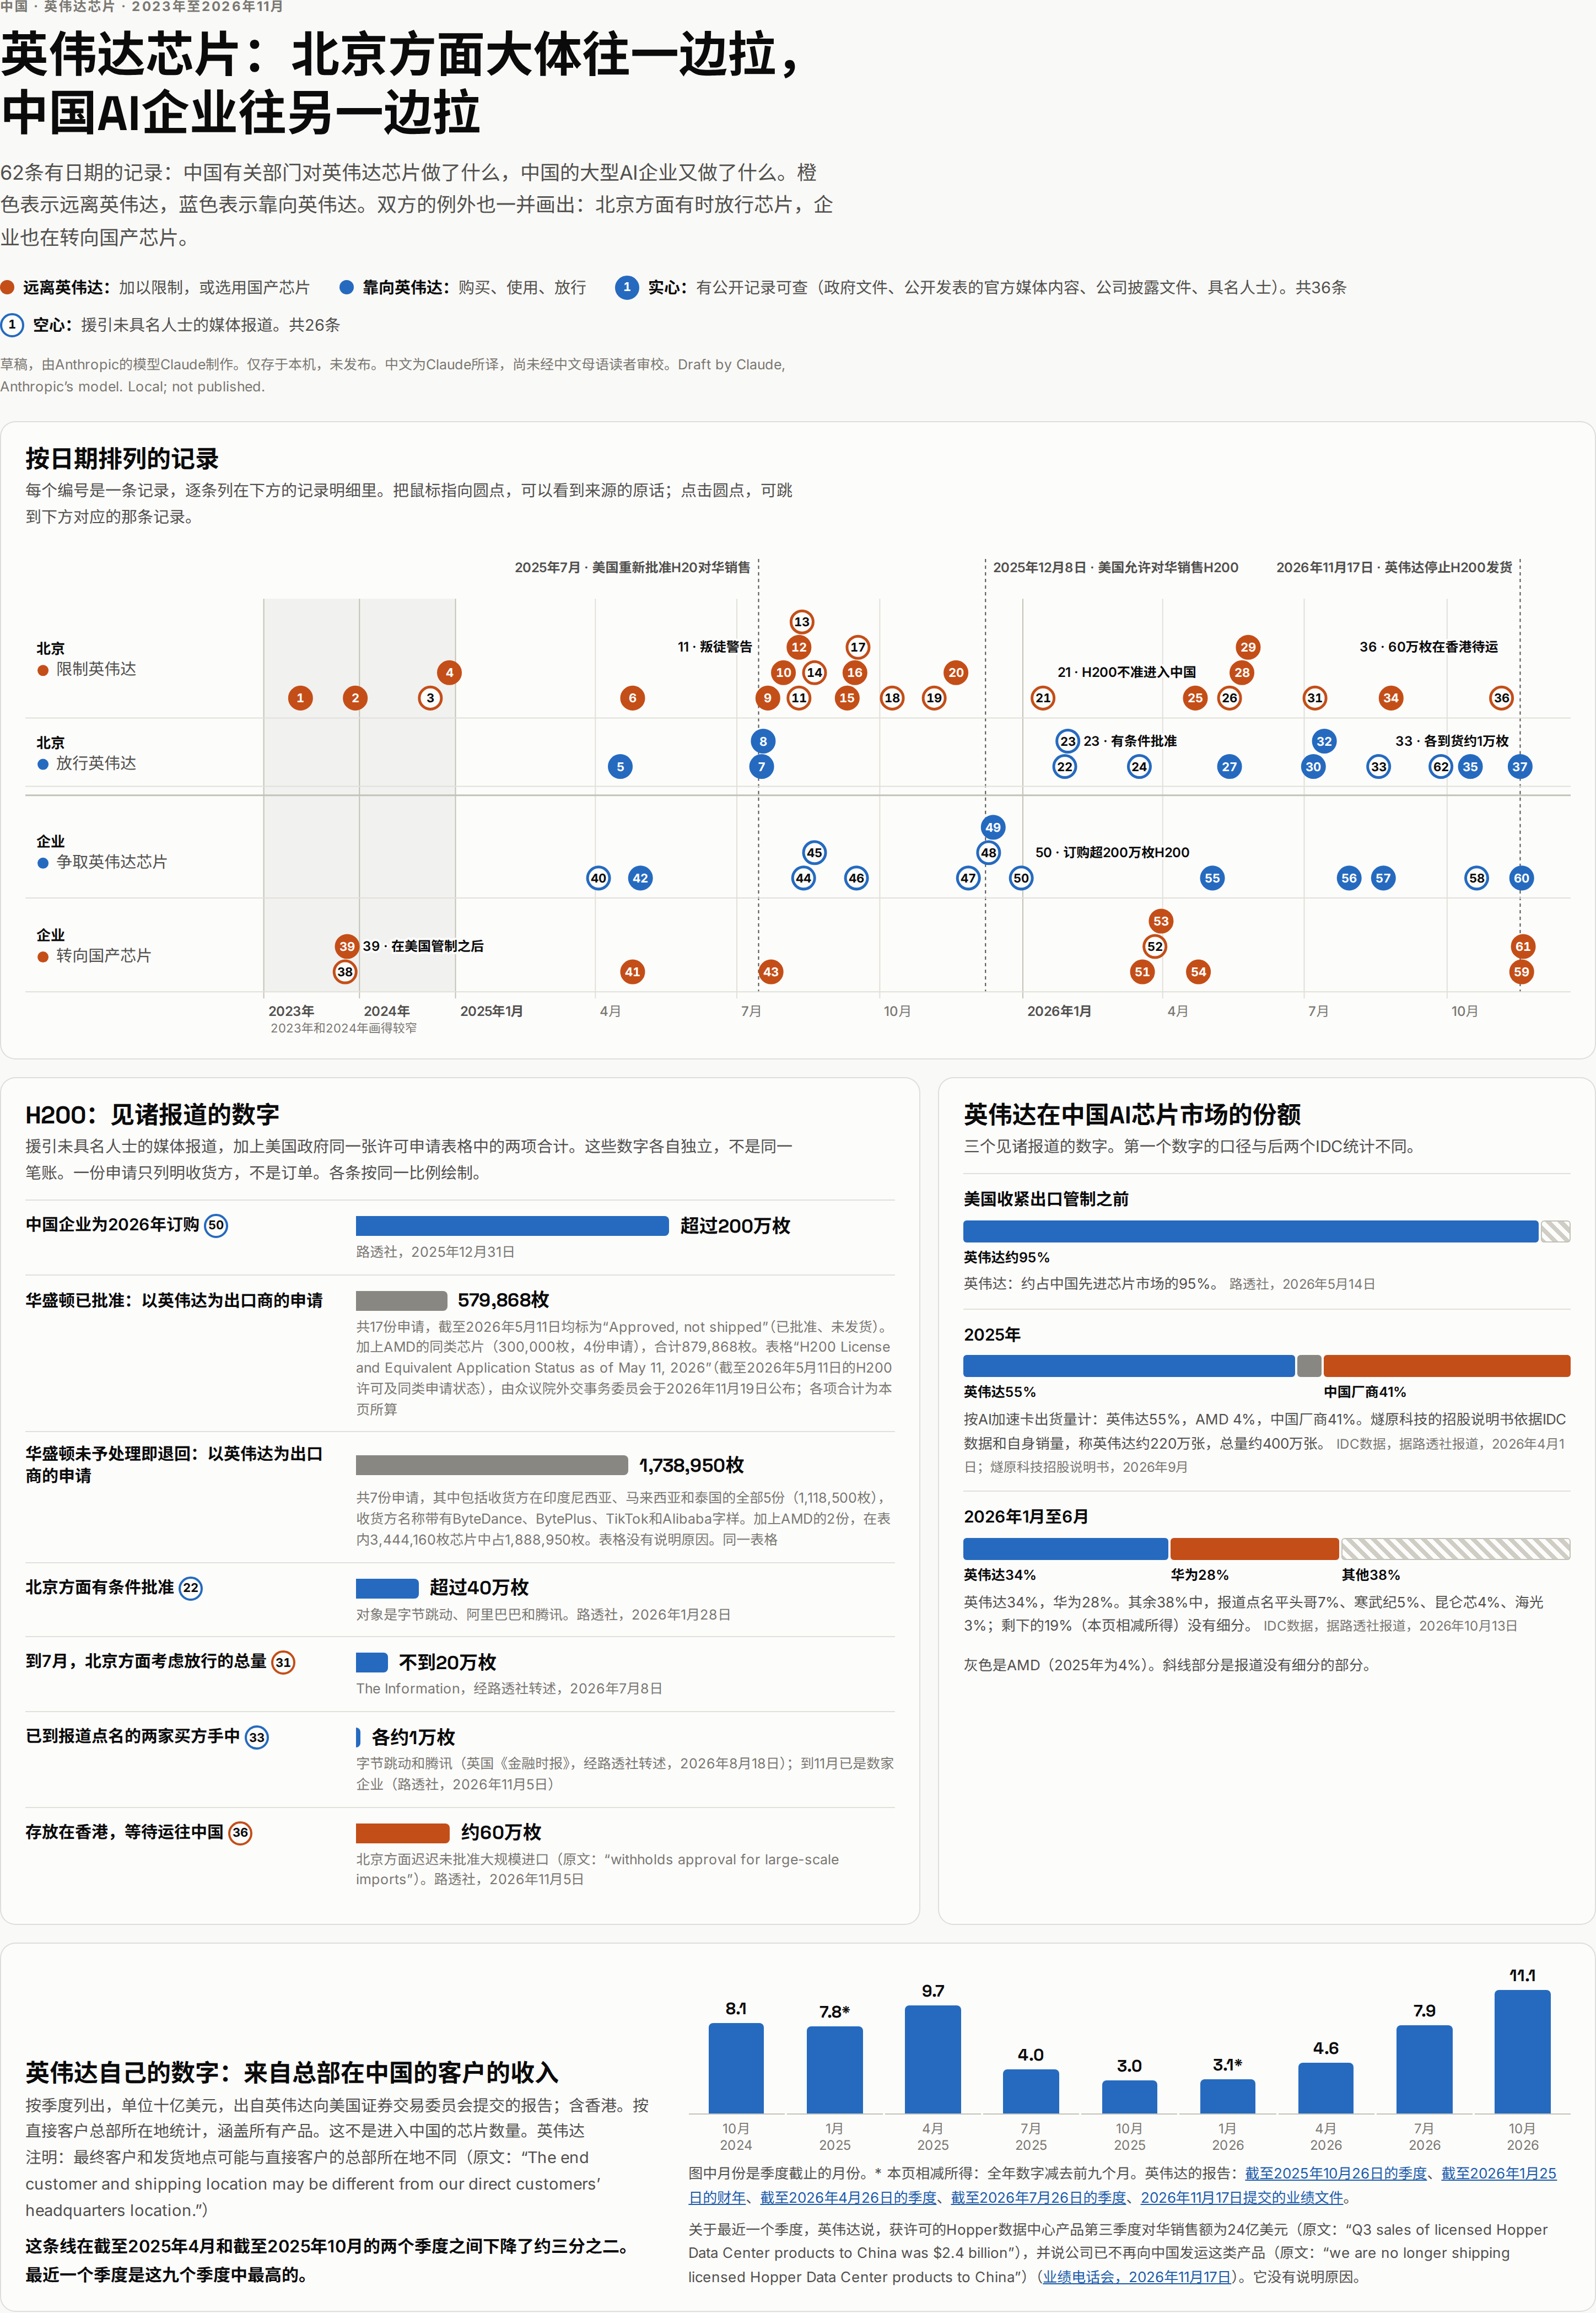 中国 · 英伟达芯片 · 2023年至2026年11月
英伟达芯片：北京方面大体往一边拉，
中国AI企业往另一边拉
62条有日期的记录：中国有关部门对英伟达芯片做了什么，中国的大型AI企业又做了什么。橙
色表示远离英伟达，蓝色表示靠向英伟达。双方的例外也一并画出：北京方面有时放行芯片，企
业也在转向国产芯片。
远离英伟达：加以限制，或选用国产芯片
靠向英伟达：购买、使用、放行
1 实心：有公开记录可查（政府文件、公开发表的官方媒体内容、公司披露文件、具名人士）。共36条
1 空心：援引未具名人士的媒体报道。共26条
草稿，由Anthropic的模型Claude制作。仅存于本机，未发布。中文为Claude所译，尚未经中文母语读者审校。Draft by Claude,
Anthropic’s model. Local; not published.
按日期排列的记录
每个编号是一条记录，逐条列在下方的记录明细里。把鼠标指向圆点，可以看到来源的原话；点击圆点，可跳
到下方对应的那条记录。
2025年7月 · 美国重新批准H20对华销售
2025年12月8日 · 美国允许对华销售H200
2026年11月17日 · 英伟达停止H200发货
北京
限制英伟达
13
11 · 叛徒警告
12
17
29
36 · 60万枚在香港待运
4
10
14
16
20
21 · H200不准进入中国
28
1
2
3
6
9
11
15
18
19
21
25
26
31
34
36
北京
放行英伟达
8
23
23 · 有条件批准
32
33 · 各到货约1万枚
5
7
22
24
27
30
33
62
35
37
企业
争取英伟达芯片
49
45
48
50 · 订购超200万枚H200
40
42
44
46
47
50
55
56
57
58
60
企业
转向国产芯片
53
39
39 · 在美国管制之后
52
61
38
41
43
51
54
59
2023年
2024年
2025年1月
4月
7月
10月
2026年1月
4月
7月
10月
2023年和2024年画得较窄
H200：见诸报道的数字
援引未具名人士的媒体报道，加上美国政府同一张许可申请表格中的两项合计。这些数字各自独立，不是同一
笔账。一份申请只列明收货方，不是订单。各条按同一比例绘制。
中国企业为2026年订购 50
超过200万枚
路透社，2025年12月31日
华盛顿已批准：以英伟达为出口商的申请
579,868枚
共17份申请，截至2026年5月11日均标为“Approved, not shipped”（已批准、未发货）。
加上AMD的同类芯片（300,000枚，4份申请），合计879,868枚。表格“H200 License
and Equivalent Application Status as of May 11, 2026”（截至2026年5月11日的H200
许可及同类申请状态），由众议院外交事务委员会于2026年11月19日公布；各项合计为本
页所算
华盛顿未予处理即退回：以英伟达为出口
商的申请
1,738,950枚
共7份申请，其中包括收货方在印度尼西亚、马来西亚和泰国的全部5份（1,118,500枚），
收货方名称带有ByteDance、BytePlus、TikTok和Alibaba字样。加上AMD的2份，在表
内3,444,160枚芯片中占1,888,950枚。表格没有说明原因。同一表格
北京方面有条件批准 22
超过40万枚
对象是字节跳动、阿里巴巴和腾讯。路透社，2026年1月28日
到7月，北京方面考虑放行的总量 31
不到20万枚
The Information，经路透社转述，2026年7月8日
已到报道点名的两家买方手中 33
各约1万枚
字节跳动和腾讯（英国《金融时报》，经路透社转述，2026年8月18日）；到11月已是数家
企业（路透社，2026年11月5日）
存放在香港，等待运往中国 36
约60万枚
北京方面迟迟未批准大规模进口（原文：“withholds approval for large-scale
imports”）。路透社，2026年11月5日
英伟达在中国AI芯片市场的份额
三个见诸报道的数字。第一个数字的口径与后两个IDC统计不同。
美国收紧出口管制之前
英伟达约95%
英伟达：约占中国先进芯片市场的95%。 路透社，2026年5月14日
2025年
英伟达55%
中国厂商41%
按AI加速卡出货量计：英伟达55%，AMD 4%，中国厂商41%。燧原科技的招股说明书依据IDC
数据和自身销量，称英伟达约220万张，总量约400万张。 IDC数据，据路透社报道，2026年4月1
日；燧原科技招股说明书，2026年9月
2026年1月至6月
英伟达34%
华为28%
其他38%
英伟达34%，华为28%。其余38%中，报道点名平头哥7%、寒武纪5%、昆仑芯4%、海光
3%；剩下的19%（本页相减所得）没有细分。 IDC数据，据路透社报道，2026年10月13日
灰色是AMD（2025年为4%）。斜线部分是报道没有细分的部分。
英伟达自己的数字：来自总部在中国的客户的收入
按季度列出，单位十亿美元，出自英伟达向美国证券交易委员会提交的报告；含香港。按
直接客户总部所在地统计，涵盖所有产品。这不是进入中国的芯片数量。英伟达
注明：最终客户和发货地点可能与直接客户的总部所在地不同（原文：“The end
customer and shipping location may be different from our direct customers’
headquarters location.”）
这条线在截至2025年4月和截至2025年10月的两个季度之间下降了约三分之二。
最近一个季度是这九个季度中最高的。
8.1
7.8*
9.7
4.0
3.0
3.1*
4.6
7.9
11.1
10月
2024
1月
2025
4月
2025
7月
2025
10月
2025
1月
2026
4月
2026
7月
2026
10月
2026
图中月份是季度截止的月份。* 本页相减所得：全年数字减去前九个月。英伟达的报告：截至2025年10月26日的季度、截至2026年1月25
日的财年、截至2026年4月26日的季度、截至2026年7月26日的季度、2026年11月17日提交的业绩文件。
关于最近一个季度，英伟达说，获许可的Hopper数据中心产品第三季度对华销售额为24亿美元（原文：“Q3 sales of licensed Hopper
Data Center products to China was $2.4 billion”），并说公司已不再向中国发运这类产品（原文：“we are no longer shipping
licensed Hopper Data Center products to China”）（业绩电话会，2026年11月17日）。它没有说明原因。